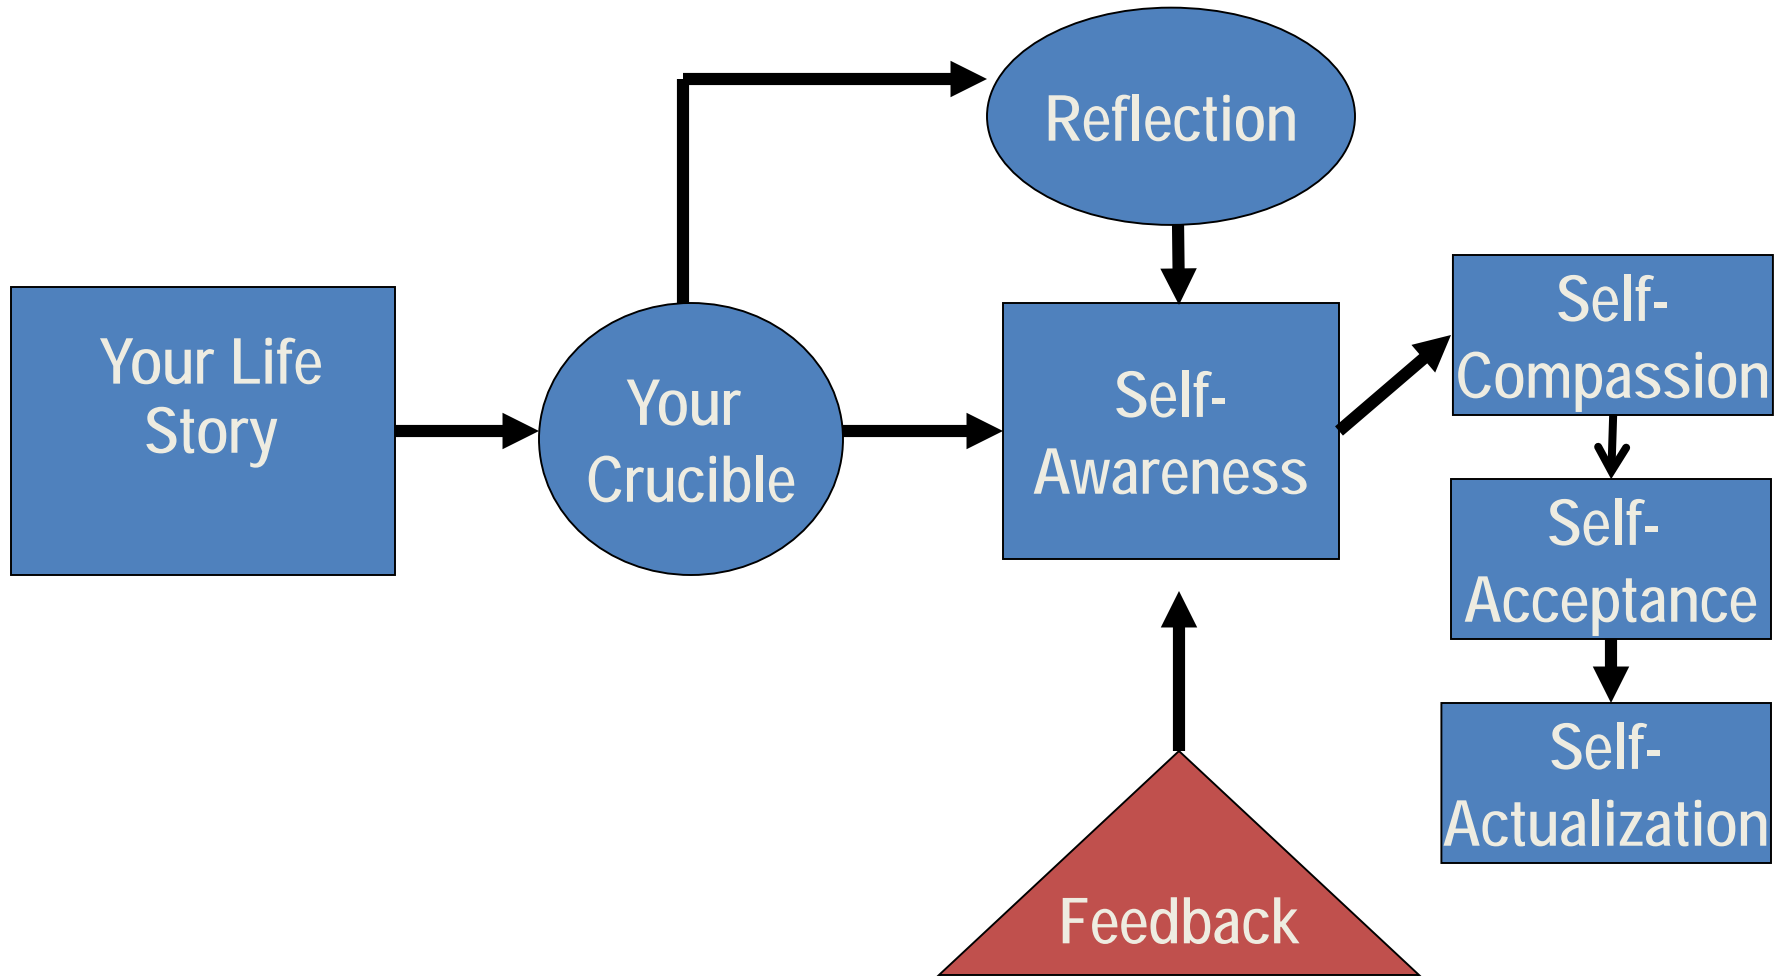 Reflection
Your Life
Story
Your
Crucible
Self-
Awareness
Self-
Compassion
Self-
Acceptance
Self-
Actualization
Feedback